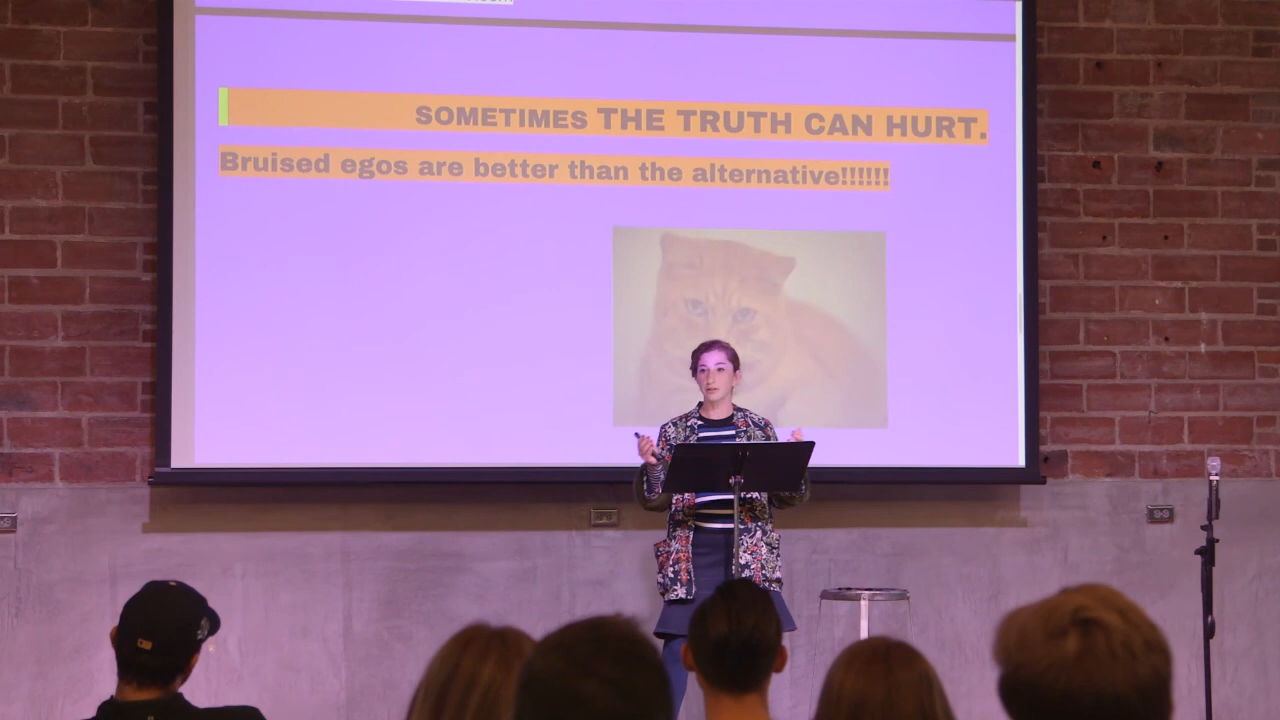 SOMETIMES THE TRUTH CAN HURT.
Bruised egos are better than the alternative!!!!!!